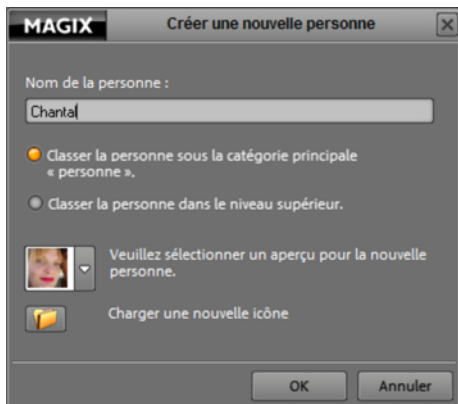 MAGIX Créer une nouvelle personne
Nom de la personne :
Chantal
Classer la personne sous la catégorie principale
« personne ».
Classer la personne dans le niveau supérieur.
Veuillez sélectionner un aperçu pour la nouvelle
personne.
Charger une nouvelle icône
OK Annuler